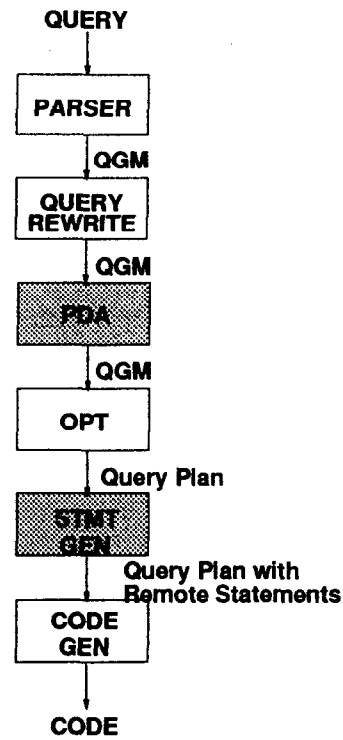 QUERY
PARSER
QGM
QUERY
REWRITE
QGM
PDA
QGM
OPT
Query Plan
STMT
GEN
Query Plan with
Remote Statements
CODE
GEN
CODE